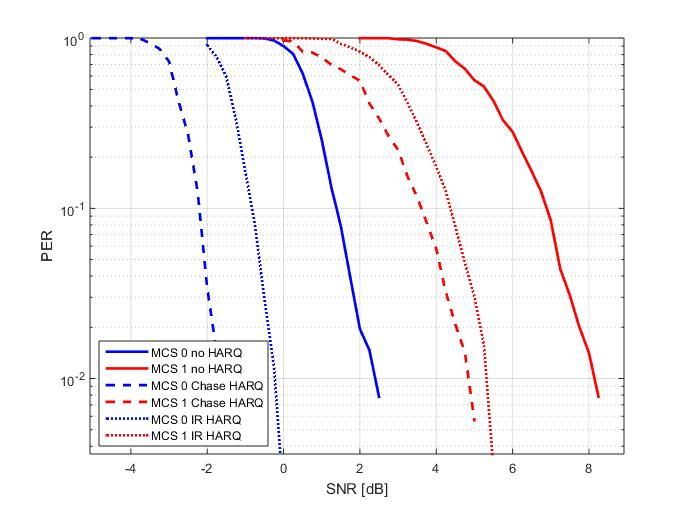 10^0
10^-1
10^-2
PER
MCS 0 no HARQ
MCS 1 no HARQ
MCS 0 Chase HARQ
MCS 1 Chase HARQ
MCS 0 IR HARQ
MCS 1 IR HARQ
-4 -2 0 2 4 6 8
SNR [dB]